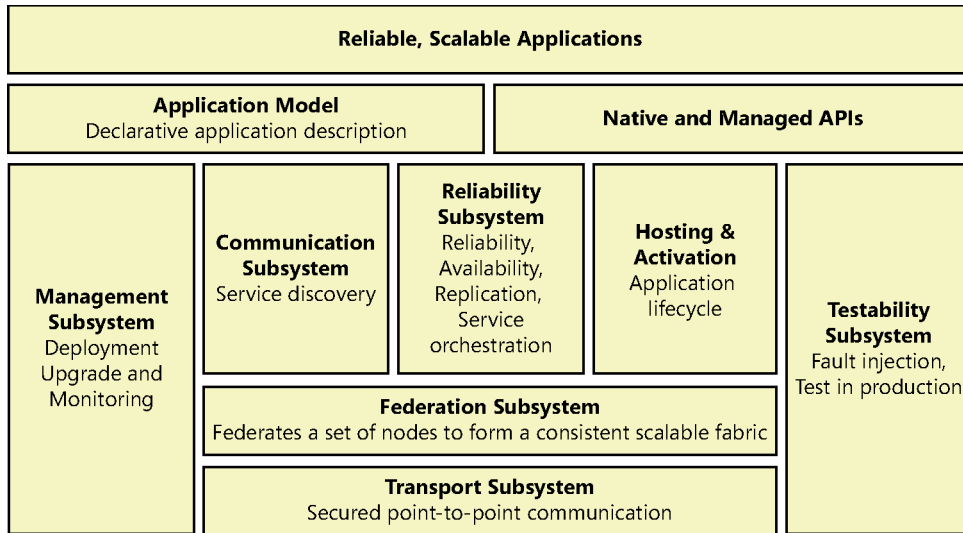 Reliable, Scalable Applications
Application Model
Declarative application description
Native and Managed APIs
Management
Subsystem
Deployment
Upgrade and
Monitoring
Communication
Subsystem
Service discovery
Reliability
Subsystem
Reliability,
Availability,
Replication,
Service
orchestration
Hosting &
Activation
Application
lifecycle
Testability
Subsystem
Fault injection,
Test in production
Federation Subsystem
Federates a set of nodes to form a consistent scalable fabric
Transport Subsystem
Secured point-to-point communication